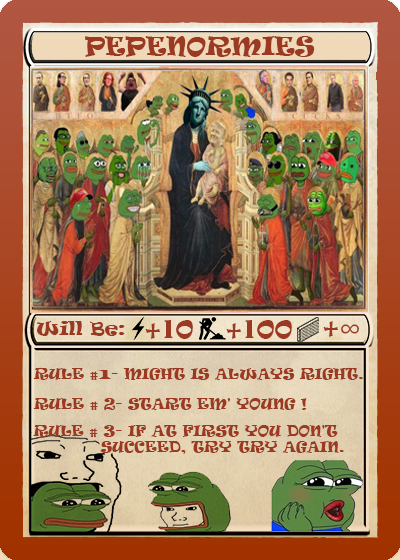 PEPENORMIES
Will Be: +10 +100 +∞
RULE #1- MIGHT IS ALWAYS RIGHT.
RULE # 2- START EM' YOUNG !
RULE # 3- IF AT FIRST YOU DON'T
SUCCEED, TRY TRY AGAIN.